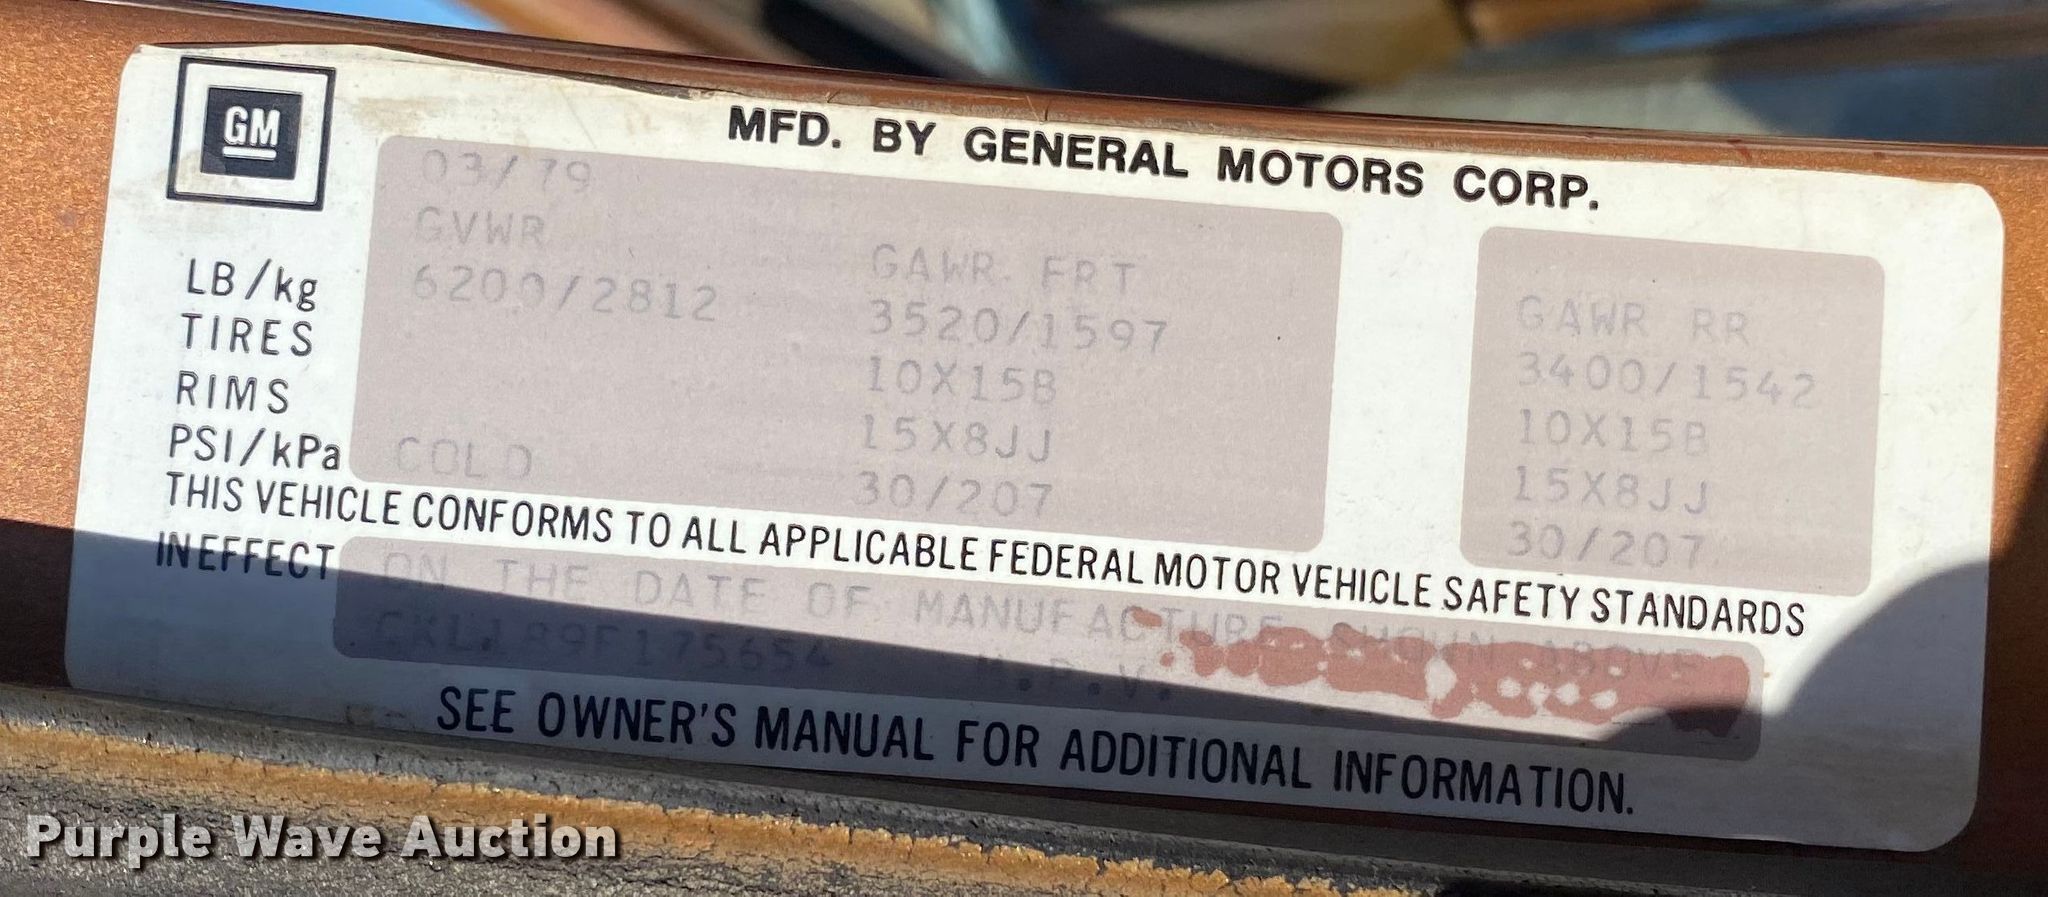 GM
MFD. BY GENERAL MOTORS CORP.
03/79
GVWR GAWR FRT GAWR RR
LB/kg 6200/2812 3520/1597 3400/1542
TIRES 10X15B 10X15B
RIMS 15X8JJ 15X8JJ
PSI/kPa COLD 30/207 30/207
THIS VEHICLE CONFORMS TO ALL APPLICABLE FEDERAL MOTOR VEHICLE SAFETY STANDARDS
IN EFFECT ON THE DATE OF MANUFACTURE SHOWN ABOVE
CKL189F175654 M.P.V.
SEE OWNER'S MANUAL FOR ADDITIONAL INFORMATION.
Purple Wave Auction